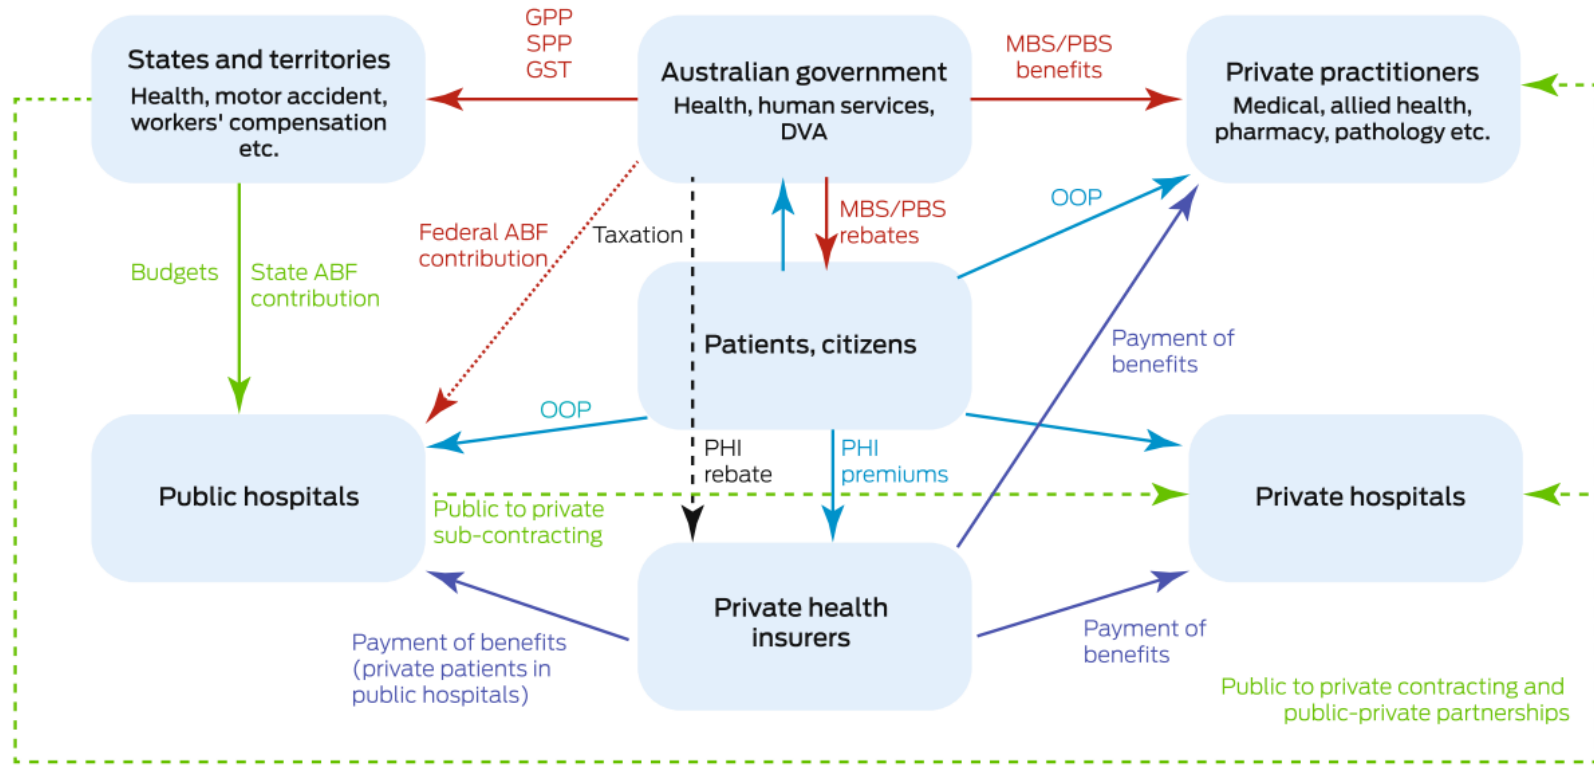 GPP
SPP
GST
States and territories
Health, motor accident,
workers' compensation
etc.
Australian government
Health, human services,
DVA
MBS/PBS
benefits
Private practitioners
Medical, allied health,
pharmacy, pathology etc.
Budgets
State ABF
contribution
Federal ABF
contribution
Taxation
MBS/PBS
rebates
OOP
Patients, citizens
Payment of
benefits
OOP
PHI
rebate
PHI
premiums
Public hospitals
Public to private
sub-contracting
Private hospitals
Private health
insurers
Payment of benefits
(private patients in
public hospitals)
Payment of
benefits
Public to private contracting and
public-private partnerships